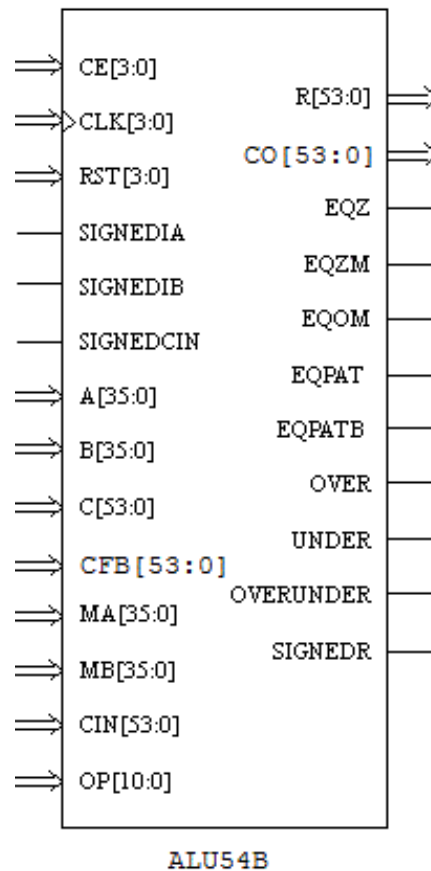 CE[3:0]
CLK[3:0]
RST[3:0]
SIGNEDIA
SIGNEDIB
SIGNEDCIN
A[35:0]
B[35:0]
C[53:0]
CFB[53:0]
MA[35:0]
MB[35:0]
CIN[53:0]
OP[10:0]
R[53:0]
CO[53:0]
EQZ
EQZM
EQOM
EQPAT
EQPATB
OVER
UNDER
OVERUNDER
SIGNEDR
ALU54B